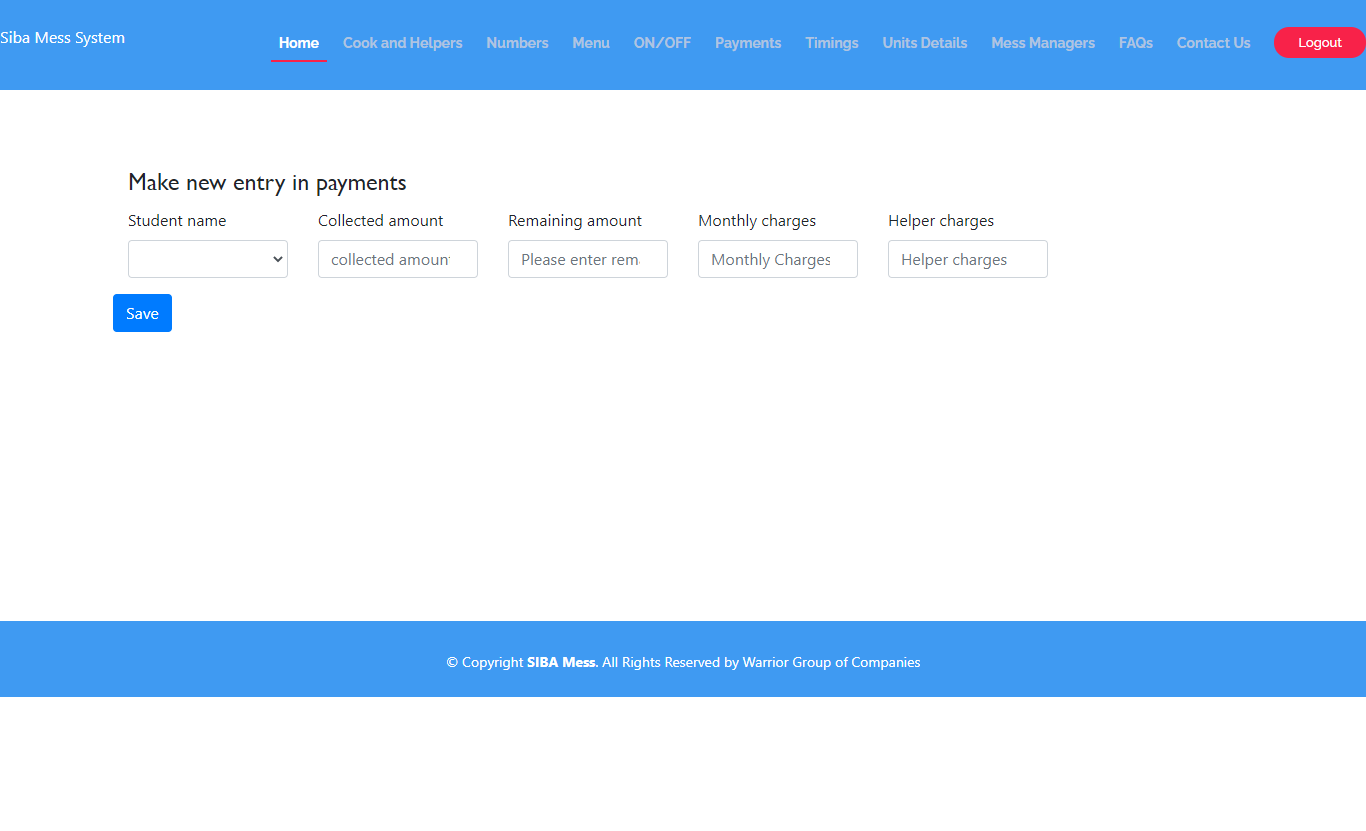 Siba Mess System
Home Cook and Helpers Numbers Menu ON/OFF Payments Timings Units Details Mess Managers FAQs Contact Us Logout
Make new entry in payments
Student name Collected amount Remaining amount Monthly charges Helper charges
collected amoun Please enter rem Monthly Charges Helper charges
Save
© Copyright SIBA Mess. All Rights Reserved by Warrior Group of Companies